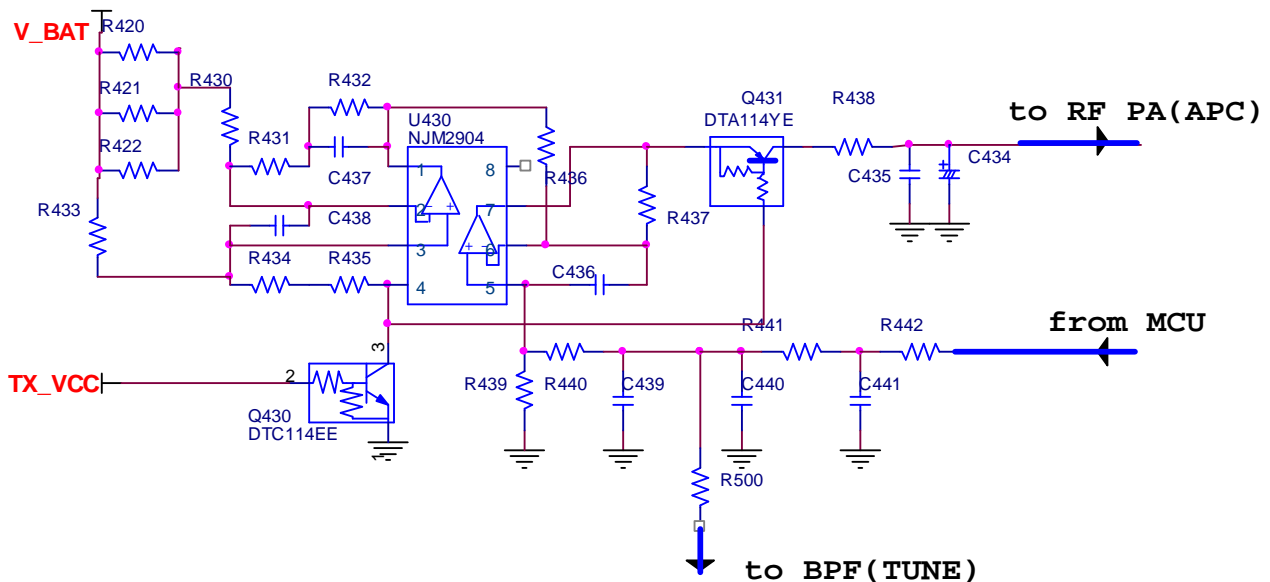 R420
V_BAT
R421
R422
R430
R432
R431
C437
C438
R433
R434
R435
U430
NJM2904
1
2
3
4
8
7
6
5
- +
+ -
R436
R437
C436
Q431
DTA114YE
R438
C435
+
C434
to RF PA(APC)
from MCU
R441
R442
TX_VCC
2
3
1
Q430
DTC114EE
R439
R440
C439
C440
C441
R500
to BPF(TUNE)